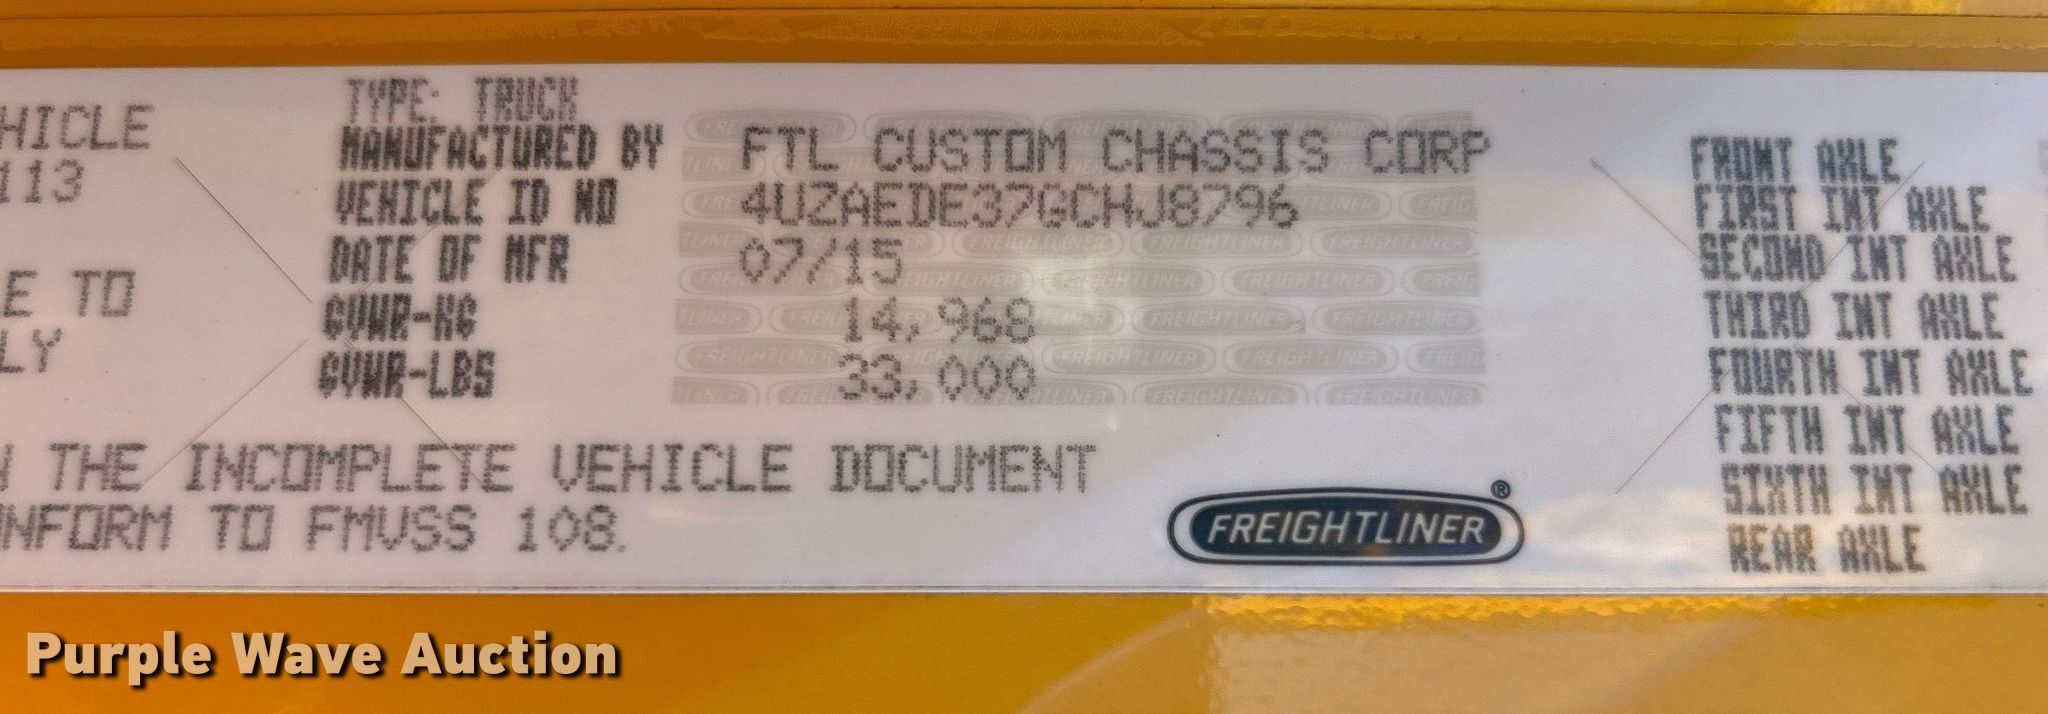 TYPE: TRUCK
HICLE
MANUFACTURED BY FTL CUSTOM CHASSIS CORP
113
VEHICLE ID NO 4UZAEDE37GCHJ8796
DATE OF MFR 07/15
E TO
GVWR-KG 14,968
LY
GVWR-LBS 33,000
N THE INCOMPLETE VEHICLE DOCUMENT
NFORM TO FMVSS 108.
FREIGHTLINER®
FRONT AXLE
FIRST INT AXLE
SECOND INT AXLE
THIRD INT AXLE
FOURTH INT AXLE
FIFTH INT AXLE
SIXTH INT AXLE
REAR AXLE
Purple Wave Auction